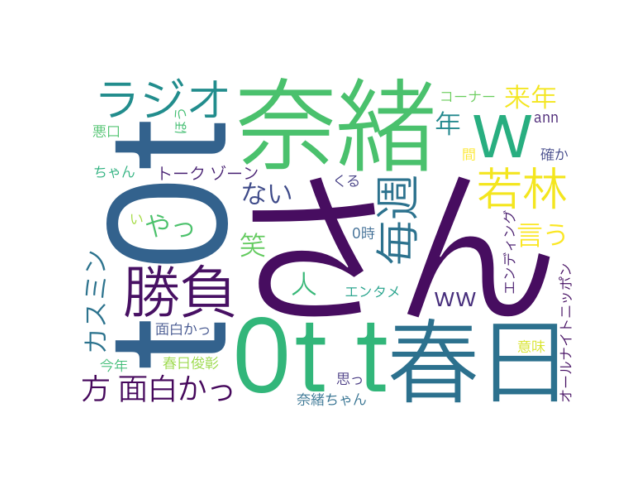 ラジオ
奈緒
コーナー
来年
ほう
悪口
tot
年
w
ann
ちゃん
トーク ゾーン
ない
くる
毎週
間
確か
若林
い
やっ
さん
笑
0時
言う
エンディング
カスミン
勝負
人
エンタメ
ww
オールナイトニッポン
面白かっ
0t t
春日
意味
今年
春日俊彰
思っ
方 面白かっ
奈緒ちゃん